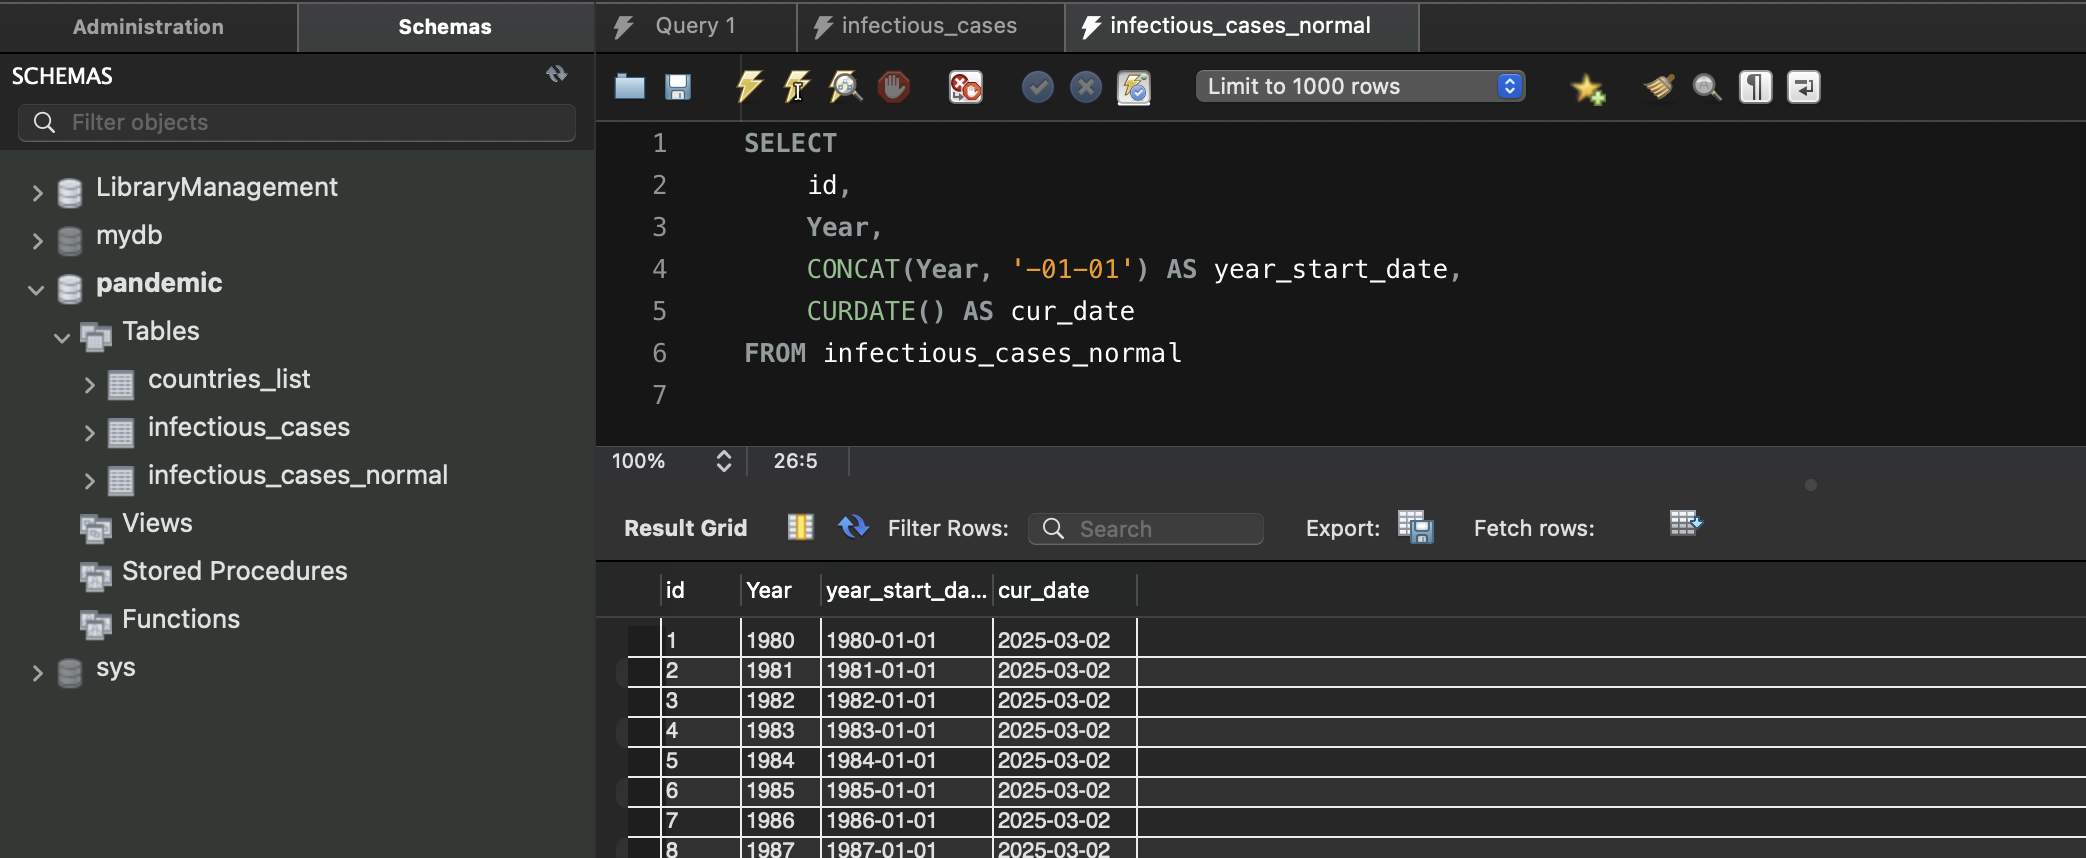 Administration
Schemas
SCHEMAS
Filter objects
LibraryManagement
mydb
pandemic
Tables
countries_list
infectious_cases
infectious_cases_normal
Views
Stored Procedures
Functions
sys
Query 1
infectious_cases
infectious_cases_normal
Limit to 1000 rows
1 SELECT
2 id,
3 Year,
4 CONCAT(Year, '-01-01') AS year_start_date,
5 CURDATE() AS cur_date
6 FROM infectious_cases_normal
7
100% 26:5
Result Grid Filter Rows: Search Export: Fetch rows:
id Year year_start_da... cur_date
1 1980 1980-01-01 2025-03-02
2 1981 1981-01-01 2025-03-02
3 1982 1982-01-01 2025-03-02
4 1983 1983-01-01 2025-03-02
5 1984 1984-01-01 2025-03-02
6 1985 1985-01-01 2025-03-02
7 1986 1986-01-01 2025-03-02
8 1987 1987-01-01 2025-03-02